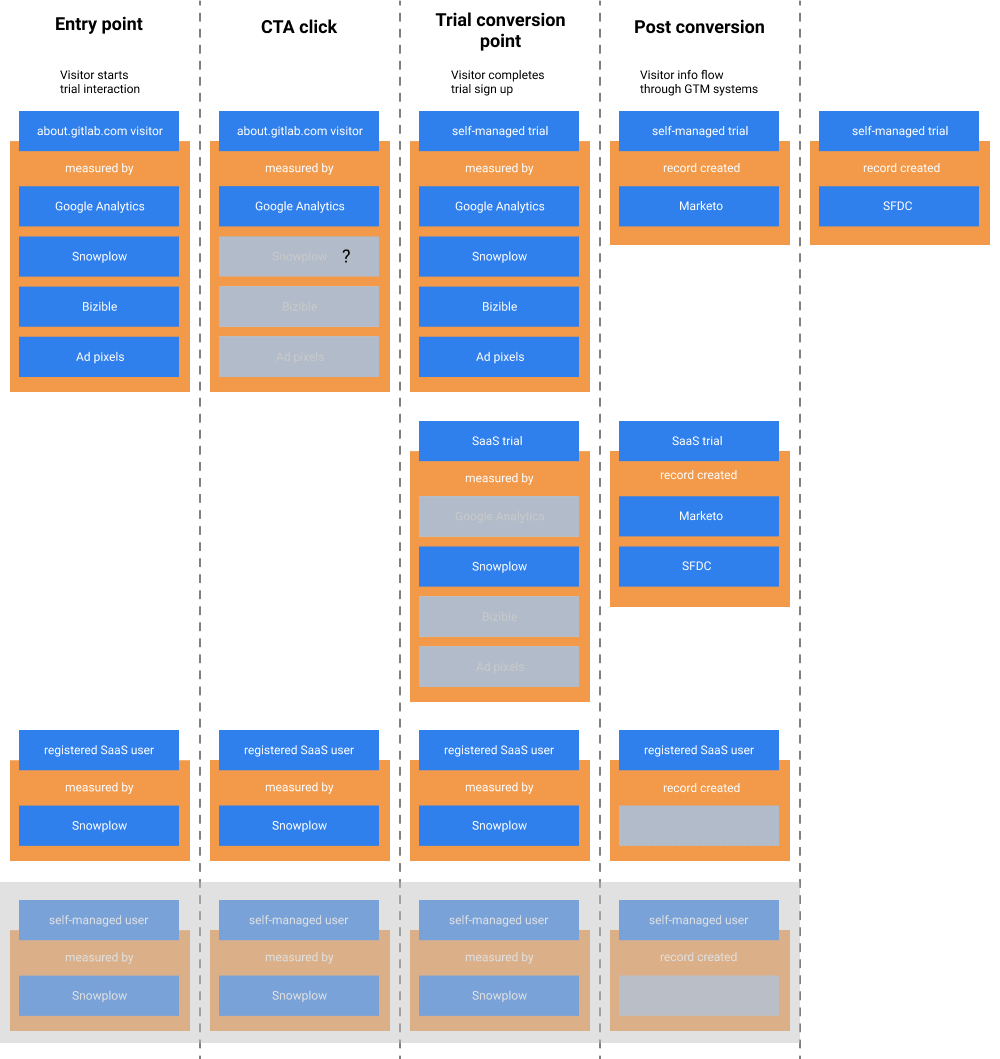 Entry point
CTA click
Trial conversion
point
Post conversion
Visitor starts
trial interaction
Visitor completes
trial sign up
Visitor info flow
through GTM systems
about.gitlab.com visitor
measured by
Google Analytics
Snowplow
Bizible
Ad pixels
about.gitlab.com visitor
measured by
Google Analytics
Snowplow ?
Bizible
Ad pixels
self-managed trial
measured by
Google Analytics
Snowplow
Bizible
Ad pixels
self-managed trial
record created
Marketo
self-managed trial
record created
SFDC
SaaS trial
measured by
Google Analytics
Snowplow
Bizible
Ad pixels
SaaS trial
record created
Marketo
SFDC
registered SaaS user
measured by
Snowplow
registered SaaS user
measured by
Snowplow
registered SaaS user
measured by
Snowplow
registered SaaS user
record created
self-managed user
measured by
Snowplow
self-managed user
measured by
Snowplow
self-managed user
measured by
Snowplow
self-managed user
record created